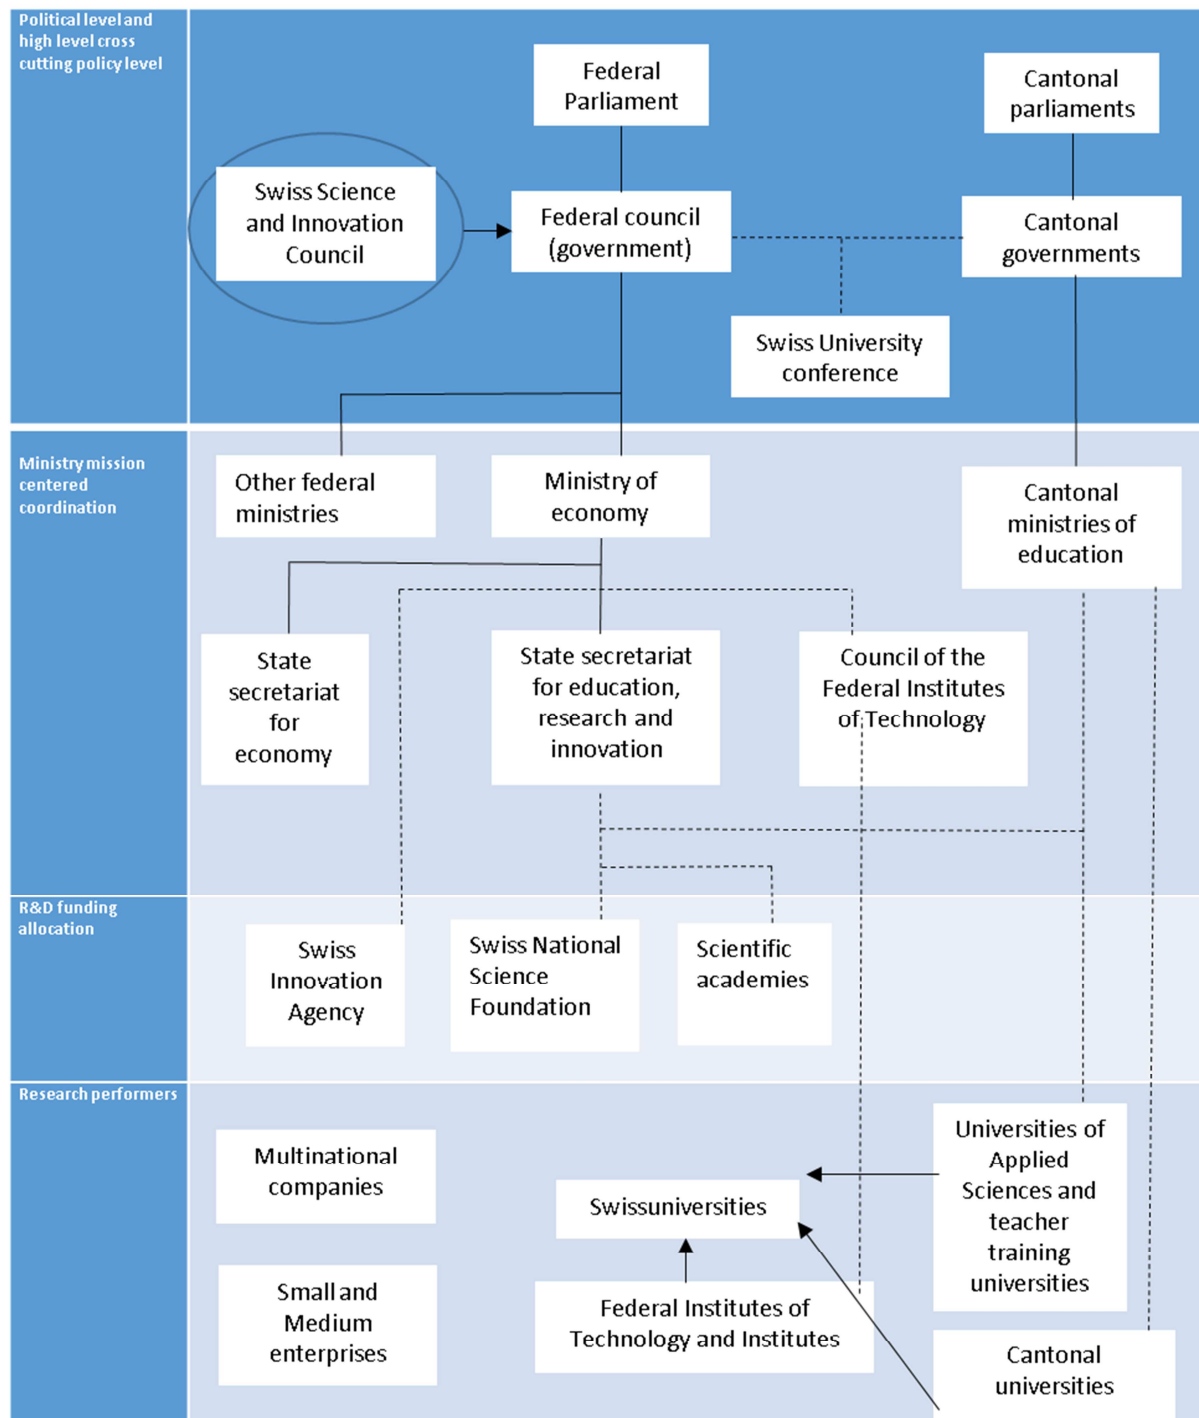 Political level and
high level cross
cutting policy level
Federal
Parliament
Cantonal
parliaments
Swiss Science
and Innovation
Council
Federal council
(government)
Cantonal
governments
Swiss University
conference
Ministry mission
centered
coordination
Other federal
ministries
Ministry of
economy
Cantonal
ministries of
education
State
secretariat
for
economy
State secretariat
for education,
research and
innovation
Council of the
Federal Institutes
of Technology
R&D funding
allocation
Swiss
Innovation
Agency
Swiss National
Science
Foundation
Scientific
academies
Research performers
Multinational
companies
Swissuniversities
Universities of
Applied
Sciences and
teacher
training
universities
Small and
Medium
enterprises
Federal Institutes of
Technology and Institutes
Cantonal
universities